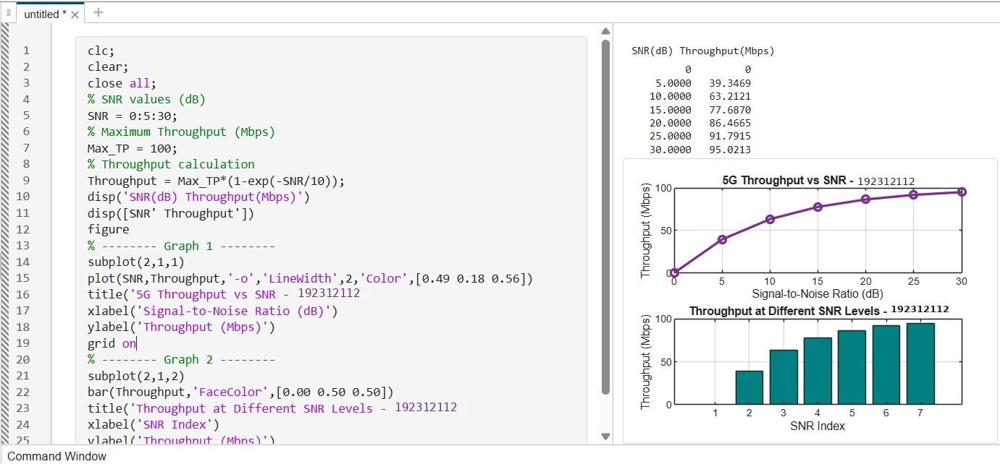 untitled *
1 clc;
2 clear;
3 close all;
4 % SNR values (dB)
5 SNR = 0:5:30;
6 % Maximum Throughput (Mbps)
7 Max_TP = 100;
8 % Throughput calculation
9 Throughput = Max_TP*(1-exp(-SNR/10));
10 disp('SNR(dB) Throughput(Mbps)')
11 disp([SNR' Throughput'])
12 figure
13 % -------- Graph 1 --------
14 subplot(2,1,1)
15 plot(SNR,Throughput,'-o','LineWidth',2,'Color',[0.49 0.18 0.56])
16 title('5G Throughput vs SNR - 192312112
17 xlabel('Signal-to-Noise Ratio (dB)')
18 ylabel('Throughput (Mbps)')
19 grid on
20 % -------- Graph 2 --------
21 subplot(2,1,2)
22 bar(Throughput,'FaceColor',[0.00 0.50 0.50])
23 title('Throughput at Different SNR Levels - 192312112
24 xlabel('SNR Index')
25 ylabel('Throughput (Mbps)')
SNR(dB) Throughput(Mbps)
0 0
5.0000 39.3469
10.0000 63.2121
15.0000 77.6870
20.0000 86.4665
25.0000 91.7915
30.0000 95.0213
5G Throughput vs SNR - 192312112
Throughput (Mbps)
100
50
0
0 5 10 15 20 25 30
Signal-to-Noise Ratio (dB)
Throughput at Different SNR Levels - 192312112
Throughput (Mbps)
100
50
0
1 2 3 4 5 6 7
SNR Index
Command Window